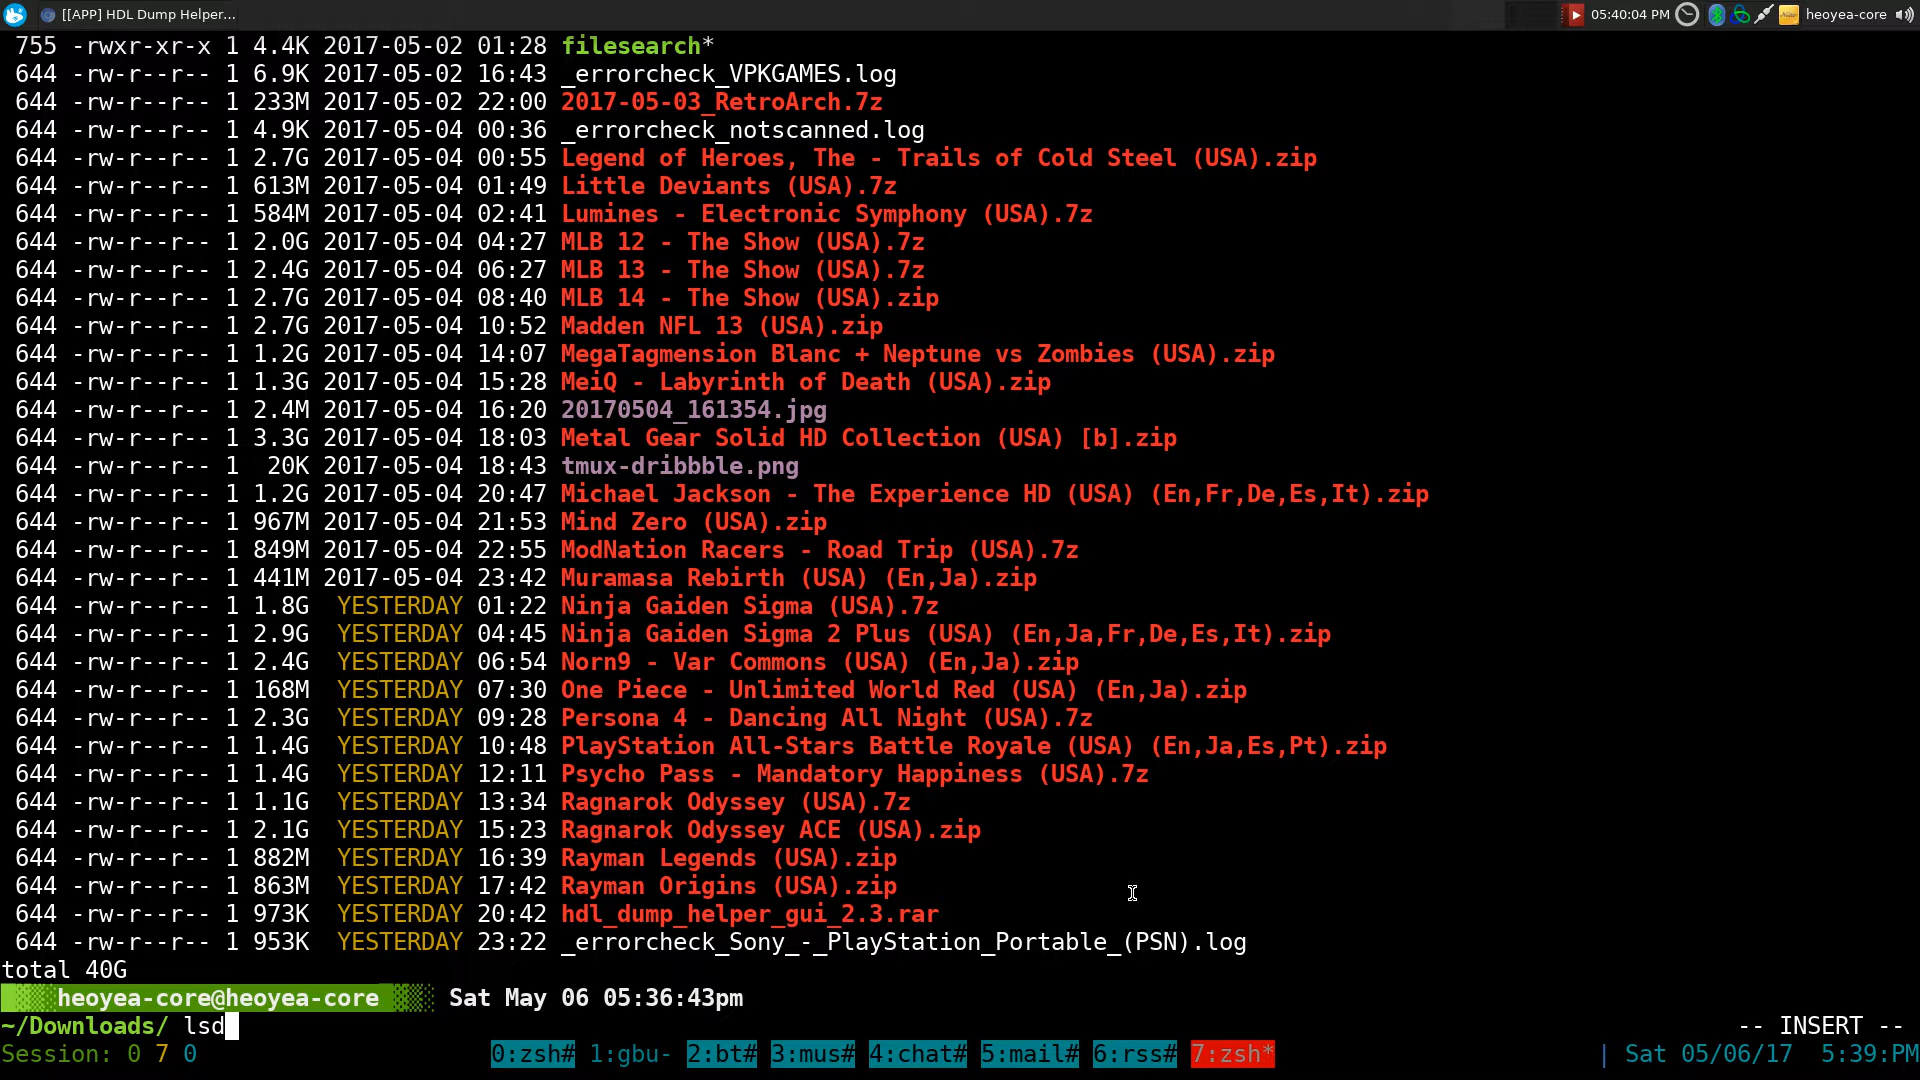 [[APP] HDL Dump Helper... 05:40:04 PM heoyea-core
755 -rwxr-xr-x 1 4.4K 2017-05-02 01:28 filesearch*
644 -rw-r--r-- 1 6.9K 2017-05-02 16:43 _errorcheck_VPKGAMES.log
644 -rw-r--r-- 1 233M 2017-05-02 22:00 2017-05-03_RetroArch.7z
644 -rw-r--r-- 1 4.9K 2017-05-04 00:36 _errorcheck_notscanned.log
644 -rw-r--r-- 1 2.7G 2017-05-04 00:55 Legend of Heroes, The - Trails of Cold Steel (USA).zip
644 -rw-r--r-- 1 613M 2017-05-04 01:49 Little Deviants (USA).7z
644 -rw-r--r-- 1 584M 2017-05-04 02:41 Lumines - Electronic Symphony (USA).7z
644 -rw-r--r-- 1 2.0G 2017-05-04 04:27 MLB 12 - The Show (USA).7z
644 -rw-r--r-- 1 2.4G 2017-05-04 06:27 MLB 13 - The Show (USA).7z
644 -rw-r--r-- 1 2.7G 2017-05-04 08:40 MLB 14 - The Show (USA).zip
644 -rw-r--r-- 1 2.7G 2017-05-04 10:52 Madden NFL 13 (USA).zip
644 -rw-r--r-- 1 1.2G 2017-05-04 14:07 MegaTagmension Blanc + Neptune vs Zombies (USA).zip
644 -rw-r--r-- 1 1.3G 2017-05-04 15:28 MeiQ - Labyrinth of Death (USA).zip
644 -rw-r--r-- 1 2.4M 2017-05-04 16:20 20170504_161354.jpg
644 -rw-r--r-- 1 3.3G 2017-05-04 18:03 Metal Gear Solid HD Collection (USA) [b].zip
644 -rw-r--r-- 1 20K 2017-05-04 18:43 tmux-dribbble.png
644 -rw-r--r-- 1 1.2G 2017-05-04 20:47 Michael Jackson - The Experience HD (USA) (En,Fr,De,Es,It).zip
644 -rw-r--r-- 1 967M 2017-05-04 21:53 Mind Zero (USA).zip
644 -rw-r--r-- 1 849M 2017-05-04 22:55 ModNation Racers - Road Trip (USA).7z
644 -rw-r--r-- 1 441M 2017-05-04 23:42 Muramasa Rebirth (USA) (En,Ja).zip
644 -rw-r--r-- 1 1.8G YESTERDAY 01:22 Ninja Gaiden Sigma (USA).7z
644 -rw-r--r-- 1 2.9G YESTERDAY 04:45 Ninja Gaiden Sigma 2 Plus (USA) (En,Ja,Fr,De,Es,It).zip
644 -rw-r--r-- 1 2.4G YESTERDAY 06:54 Norn9 - Var Commons (USA) (En,Ja).zip
644 -rw-r--r-- 1 168M YESTERDAY 07:30 One Piece - Unlimited World Red (USA) (En,Ja).zip
644 -rw-r--r-- 1 2.3G YESTERDAY 09:28 Persona 4 - Dancing All Night (USA).7z
644 -rw-r--r-- 1 1.4G YESTERDAY 10:48 PlayStation All-Stars Battle Royale (USA) (En,Ja,Es,Pt).zip
644 -rw-r--r-- 1 1.4G YESTERDAY 12:11 Psycho Pass - Mandatory Happiness (USA).7z
644 -rw-r--r-- 1 1.1G YESTERDAY 13:34 Ragnarok Odyssey (USA).7z
644 -rw-r--r-- 1 2.1G YESTERDAY 15:23 Ragnarok Odyssey ACE (USA).zip
644 -rw-r--r-- 1 882M YESTERDAY 16:39 Rayman Legends (USA).zip
644 -rw-r--r-- 1 863M YESTERDAY 17:42 Rayman Origins (USA).zip
644 -rw-r--r-- 1 973K YESTERDAY 20:42 hdl_dump_helper_gui_2.3.rar
644 -rw-r--r-- 1 953K YESTERDAY 23:22 _errorcheck_Sony_-_PlayStation_Portable_(PSN).log
total 40G
heoyea-core@heoyea-core Sat May 06 05:36:43pm
~/Downloads/ lsd -- INSERT --
Session: 0 7 0 0:zsh# 1:gbu- 2:bt# 3:mus# 4:chat# 5:mail# 6:rss# 7:zsh* | Sat 05/06/17 5:39:PM